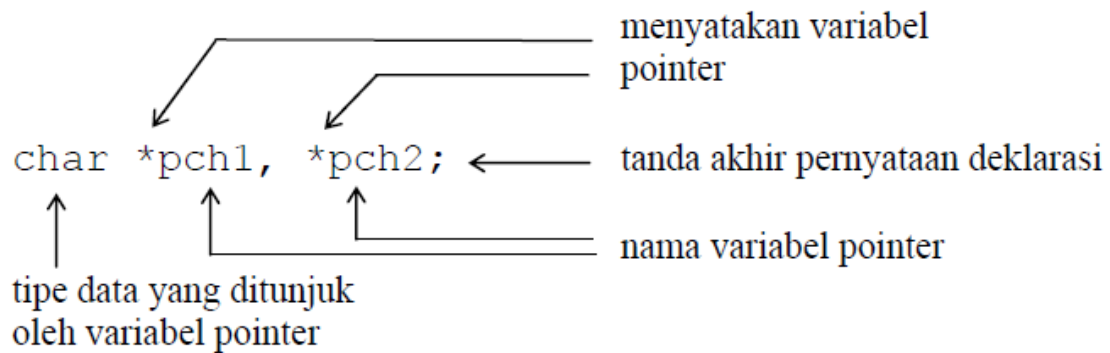 menyatakan variabel
pointer
char *pch1, *pch2;
tanda akhir pernyataan deklarasi
nama variabel pointer
tipe data yang ditunjuk
oleh variabel pointer